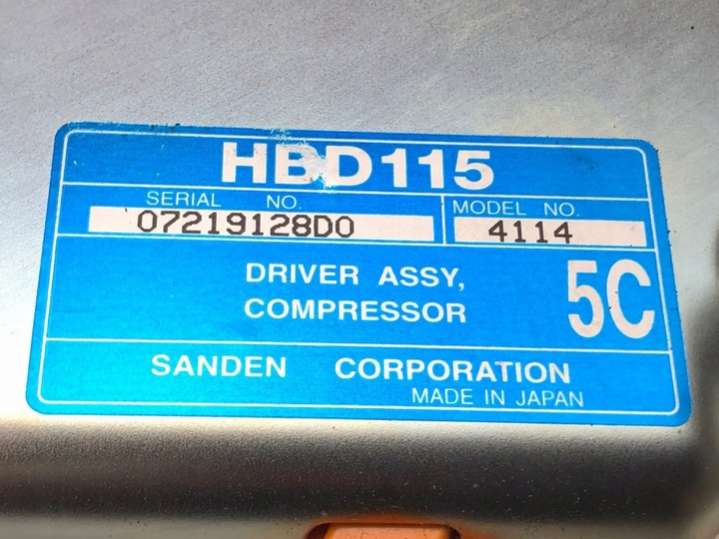 HBD115
SERIAL NO.
MODEL NO.
07219128D0
4114
DRIVER ASSY,
COMPRESSOR
5C
SANDEN CORPORATION
MADE IN JAPAN